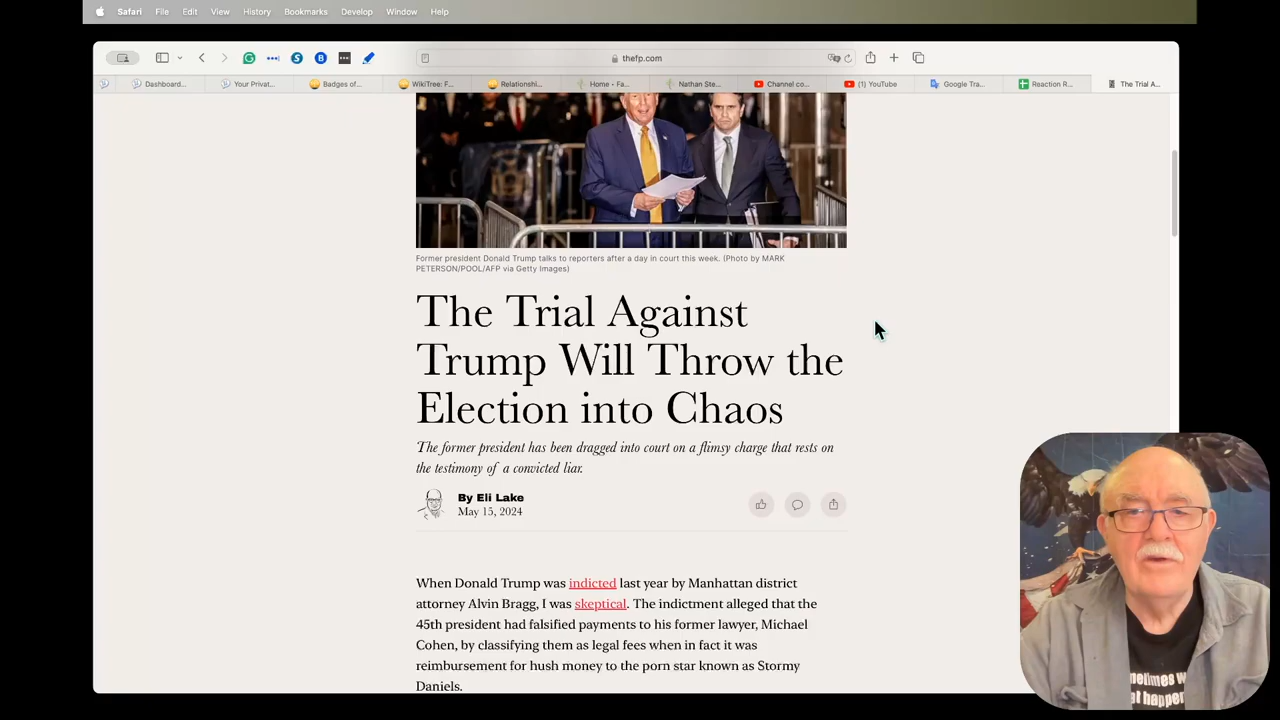 Safari File Edit View History Bookmarks Develop Window Help
thefp.com
Dashboard... Your Privat... Badges of... WikiTree: F... Relationshi... Home • Fa... Nathan Ste... Channel co... YouTube Google Tra... Reaction R... The Trial A...
Former president Donald Trump talks to reporters after a day in court this week. (Photo by MARK
PETERSON/POOL/AFP via Getty Images)
The Trial Against
Trump Will Throw the
Election into Chaos
The former president has been dragged into court on a flimsy charge that rests on
the testimony of a convicted liar.
By Eli Lake
May 15, 2024
When Donald Trump was indicted last year by Manhattan district
attorney Alvin Bragg, I was skeptical. The indictment alleged that the
45th president had falsified payments to his former lawyer, Michael
Cohen, by classifying them as legal fees when in fact it was
reimbursement for hush money to the porn star known as Stormy
Daniels.